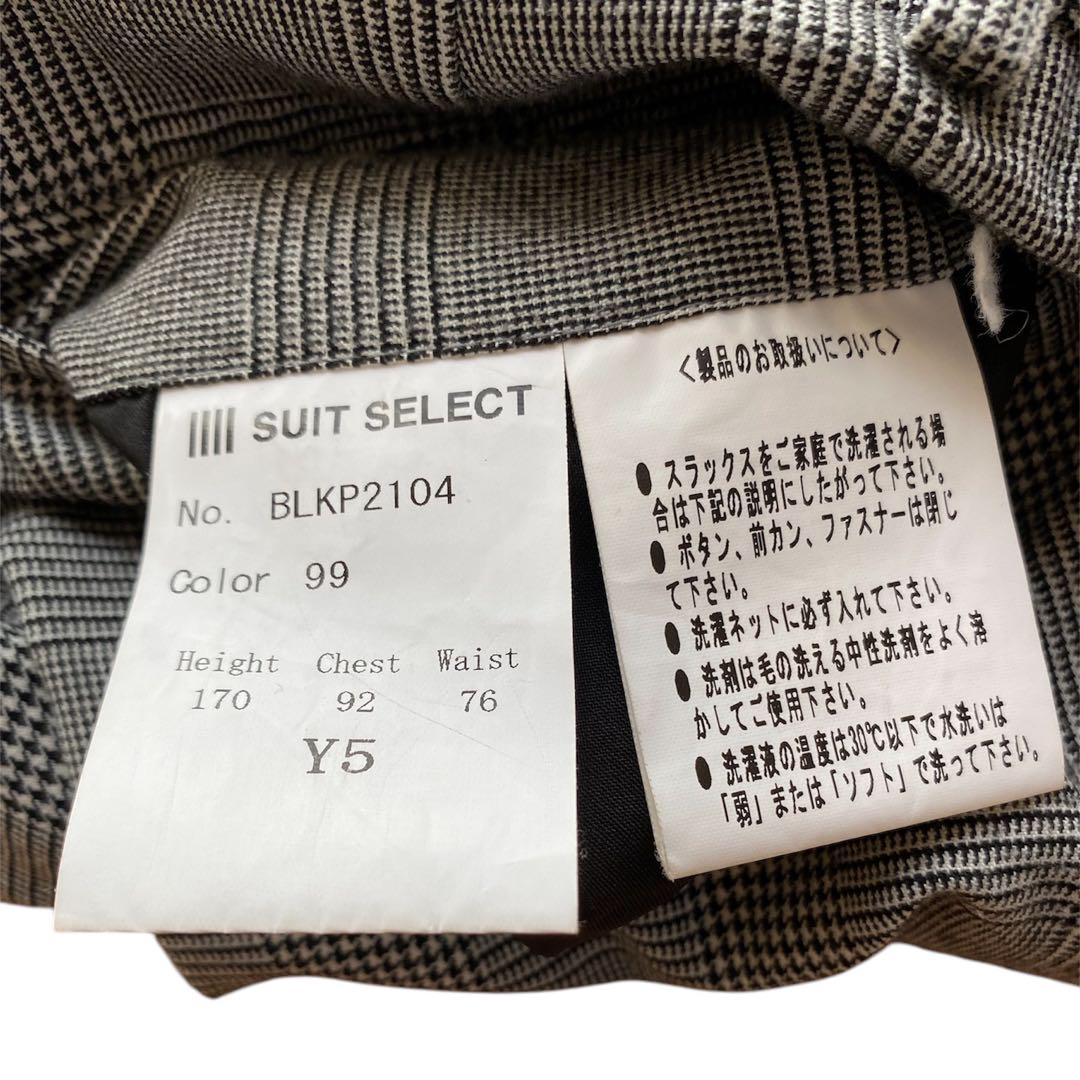 SUIT SELECT
No. BLKP2104
Color 99
Height Chest Waist
170 92 76
Y5
〈製品のお取扱いについて〉
● スラックスをご家庭で洗濯される場
合は下記の説明にしたがって下さい。
● ボタン、前カン、ファスナーは閉じ
て下さい。
● 洗濯ネットに必ず入れて下さい。
● 洗剤は毛の洗える中性洗剤をよく溶
かしてご使用下さい。
● 洗濯液の温度は30℃以下で水洗いは
「弱」または「ソフト」で洗って下さい。